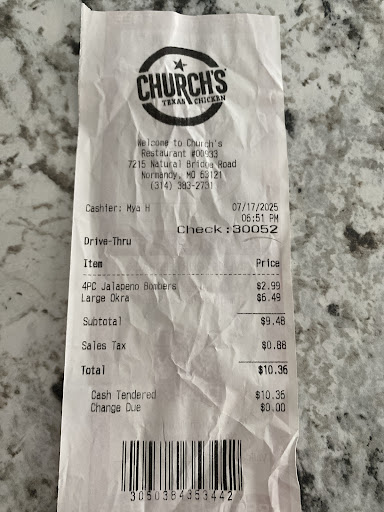 CHURCH'S
TEXAS CHICKEN
Welcome to Church's
Restaurant #00933
7215 Natural Bridge Road
Normandy, MO 63121
(314) 383-2731
Cashier: Mya H 07/17/2025
06:51 PM
Check:30052
Drive-Thru
Item Price
4PC Jalapeno Bombers $2.99
Large Okra $6.49
Subtotal $9.48
Sales Tax $0.88
Total $10.36
Cash Tendered $10.36
Change Due $0.00
3050384353442